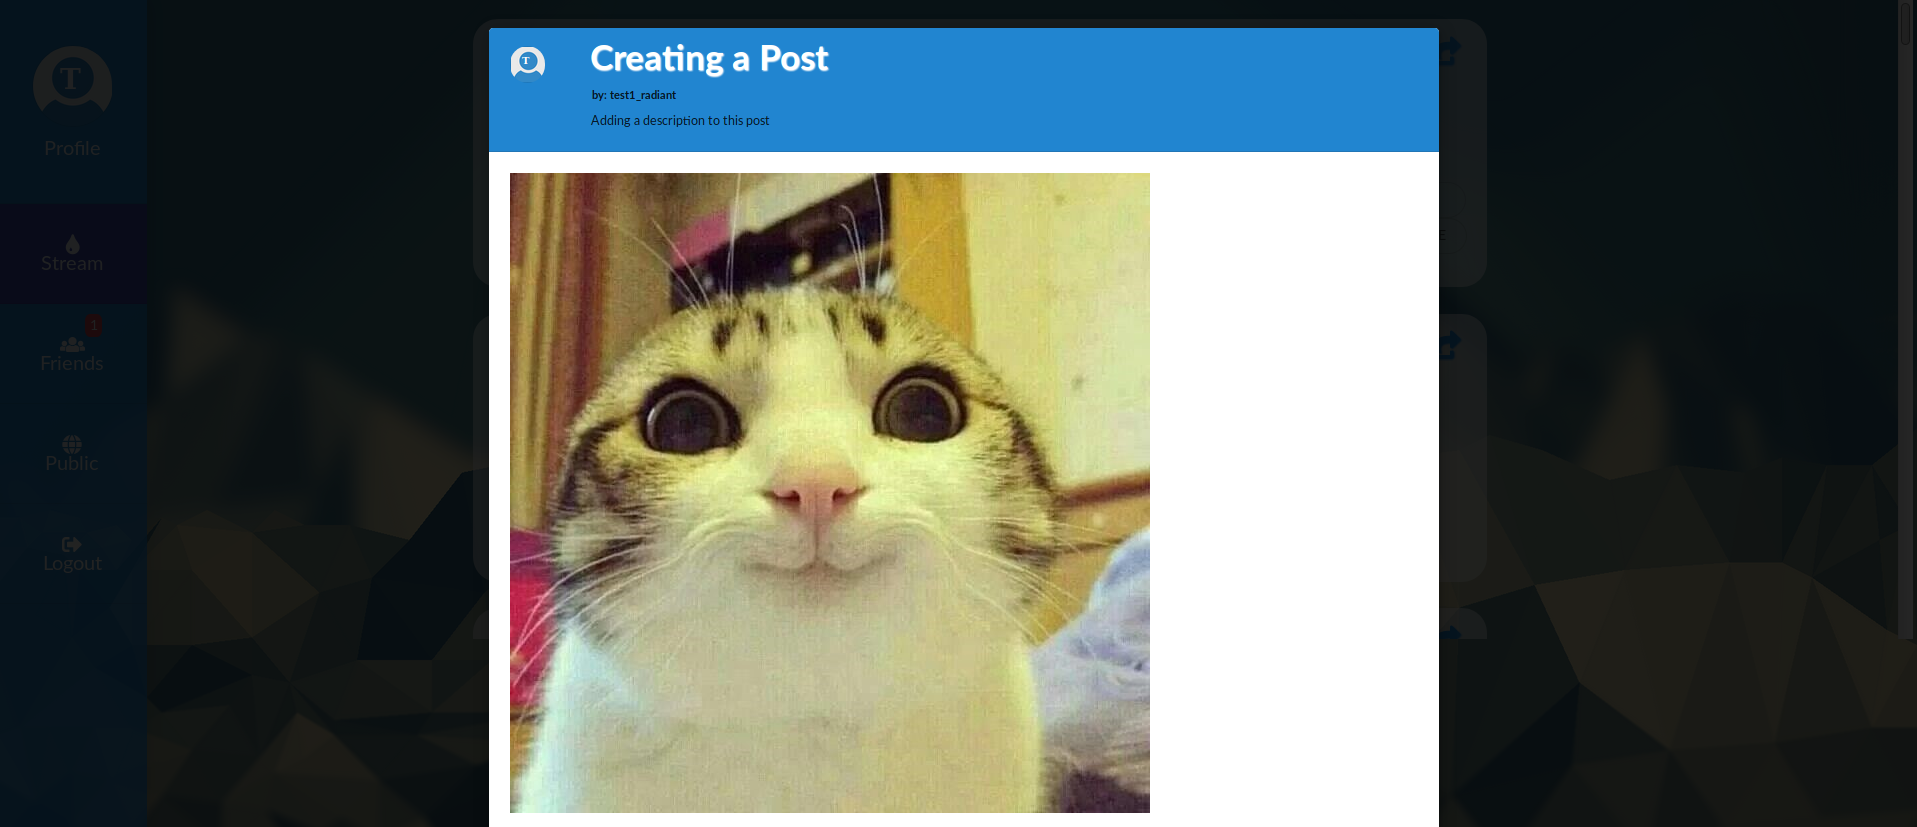 T
Profile
Stream
1
Friends
Public
Logout
T
Creating a Post
by: test1_radiant
Adding a description to this post
E